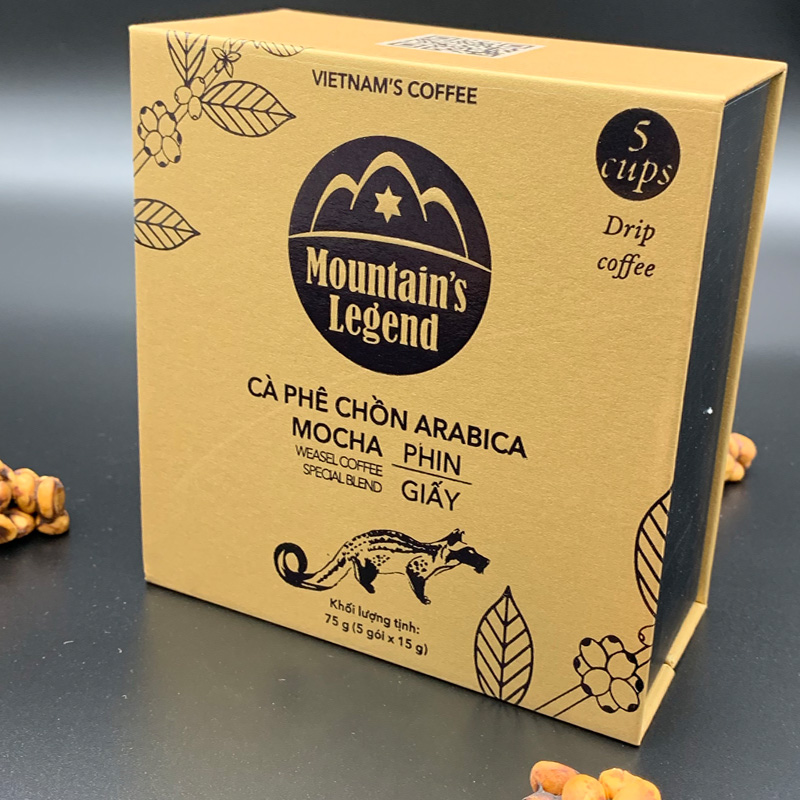 VIETNAM'S COFFEE
5
cups
Drip
coffee
Mountain's
Legend
CÀ PHÊ CHỒN ARABICA
MOCHA
WEASEL COFFEE
SPECIAL BLEND
PHIN
GIẤY
Khối lượng tịnh:
75 g (5 gói x 15 g)